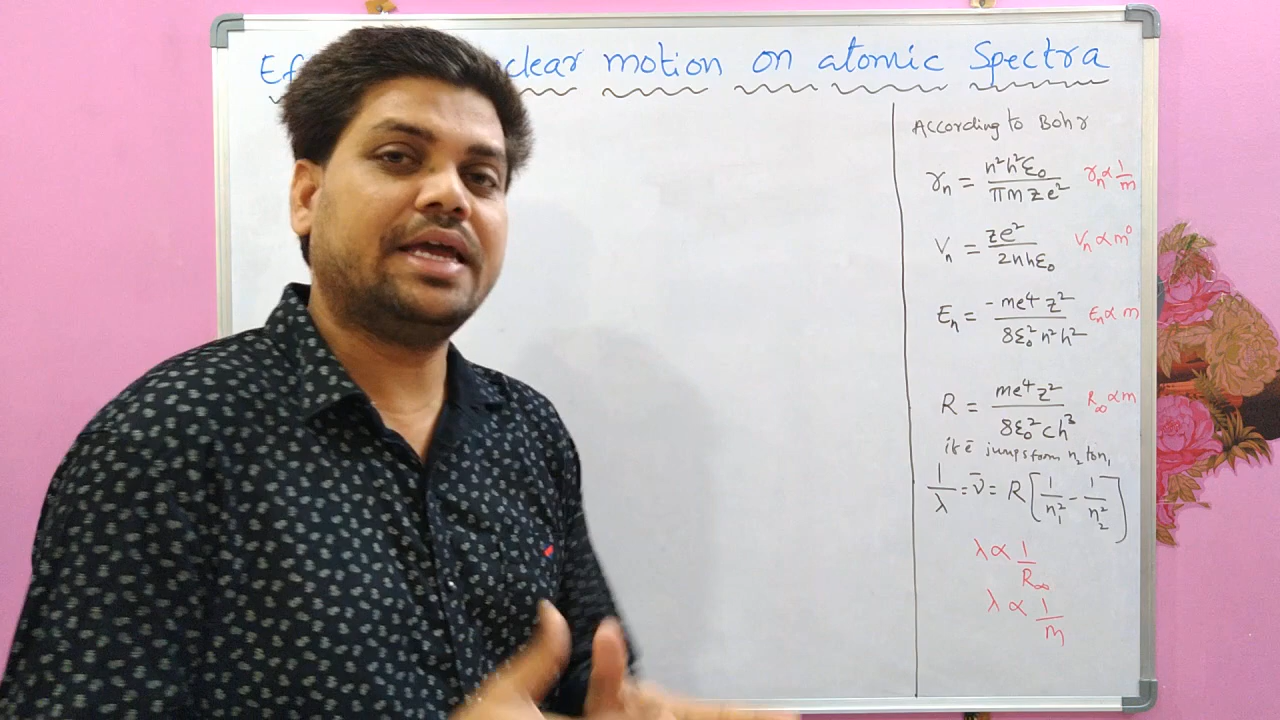 Ef clear motion on atomic Spectra
According to Bohr
rₙ = n²h²ε₀ / πmze² rₙ ∝ 1/m
Vₙ = ze² / 2nhε₀ Vₙ ∝ m⁰
Eₙ = -me⁴z² / 8ε₀²n²h² Eₙ ∝ m
R = me⁴z² / 8ε₀²ch³ R∞ ∝ m
if ē jumps form n₂ to n₁
1/λ = ν̄ = R[1/n₁² - 1/n₂²]
λ ∝ 1/R∞
λ ∝ 1/m